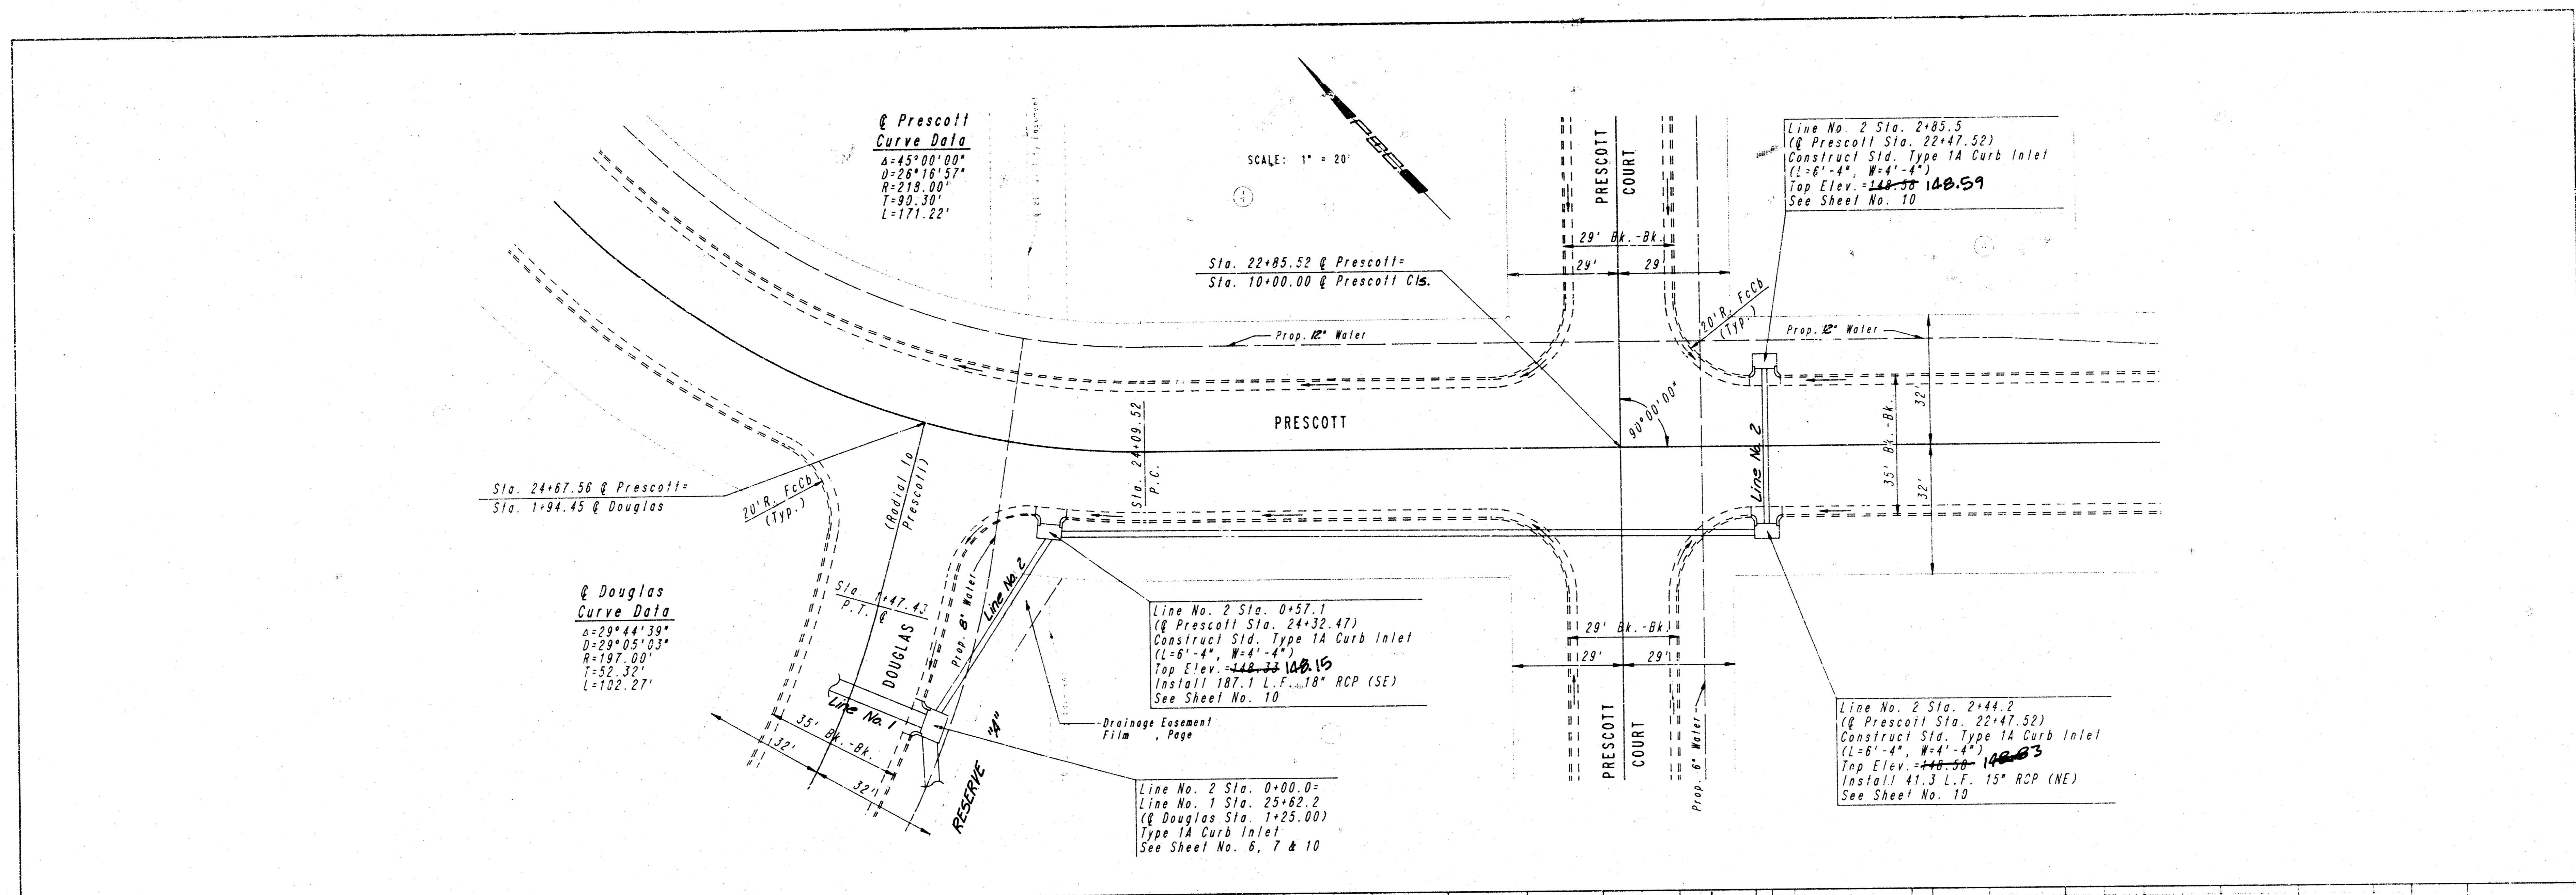 ℄ Prescott
Curve Data
Δ=45°00'00"
D=26°16'57"
R=218.00'
T=90.30'
L=171.22'
SCALE: 1" = 20'
PRESCOTT
COURT
Line No. 2 Sta. 2+85.5
(℄ Prescott Sta. 22+47.52)
Construct Std. Type 1A Curb Inlet
(L=6'-4", W=4'-4")
Top Elev.=148.58 148.59
See Sheet No. 10
29' Bk.-Bk.
29'
29'
Sta. 22+85.52 ℄ Prescott=
Sta. 10+00.00 ℄ Prescott Cts.
20'R. FcCb
(Typ.)
Prop. 12" Water
Prop. 12" Water
90°00'00"
PRESCOTT
Sta. 24+09.52
P.C.
Line No. 2
35' Bk.-Bk.
32'
32'
(Radial to
Prescott)
Sta. 24+67.56 ℄ Prescott=
Sta. 1+94.45 ℄ Douglas
20'R. FcCb
(Typ.)
℄ Douglas
Curve Data
Δ=29°44'39"
D=29°05'03"
R=197.00'
T=52.32'
L=102.27'
Sta. 1+47.43
P.T. ℄
DOUGLAS
Prop. 8" Water
Line No. 2
Line No. 1
35'
Bk.-Bk.
32'
32'
RESERVE "A"
Line No. 2 Sta. 0+57.1
(℄ Prescott Sta. 24+32.47)
Construct Std. Type 1A Curb Inlet
(L=6'-4", W=4'-4")
Top Elev.=148.33 148.15
Install 187.1 L.F. 18" RCP (SE)
See Sheet No. 10
Drainage Easement
Film , Page
29' Bk.-Bk.
29'
29'
PRESCOTT
COURT
Prop. 6" Water
Line No. 2 Sta. 0+00.0=
Line No. 1 Sta. 25+62.2
(℄ Douglas Sta. 1+25.00)
Type 1A Curb Inlet
See Sheet No. 6, 7 & 10
Line No. 2 Sta. 2+44.2
(℄ Prescott Sta. 22+47.52)
Construct Std. Type 1A Curb Inlet
(L=6'-4", W=4'-4")
Top Elev.=148.58
Install 41.3 L.F. 15" RCP (NE)
See Sheet No. 10